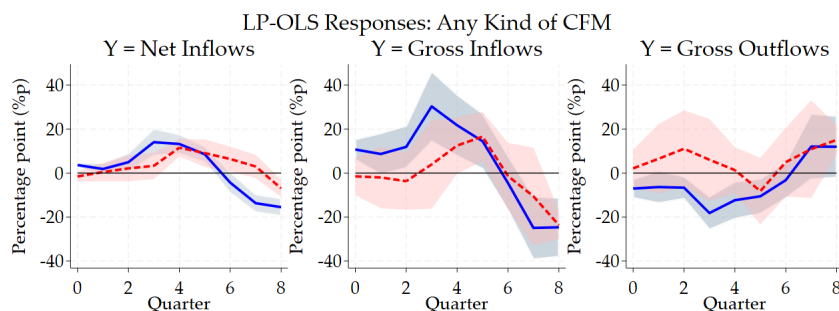 LP-OLS Responses: Any Kind of CFM
Y = Net Inflows
Percentage point (%p)
40
20
0
-20
-40
0 2 4 6 8
Quarter
Y = Gross Inflows
Percentage point (%p)
40
20
0
-20
-40
0 2 4 6 8
Quarter
Y = Gross Outflows
Percentage point (%p)
40
20
0
-20
-40
0 2 4 6 8
Quarter